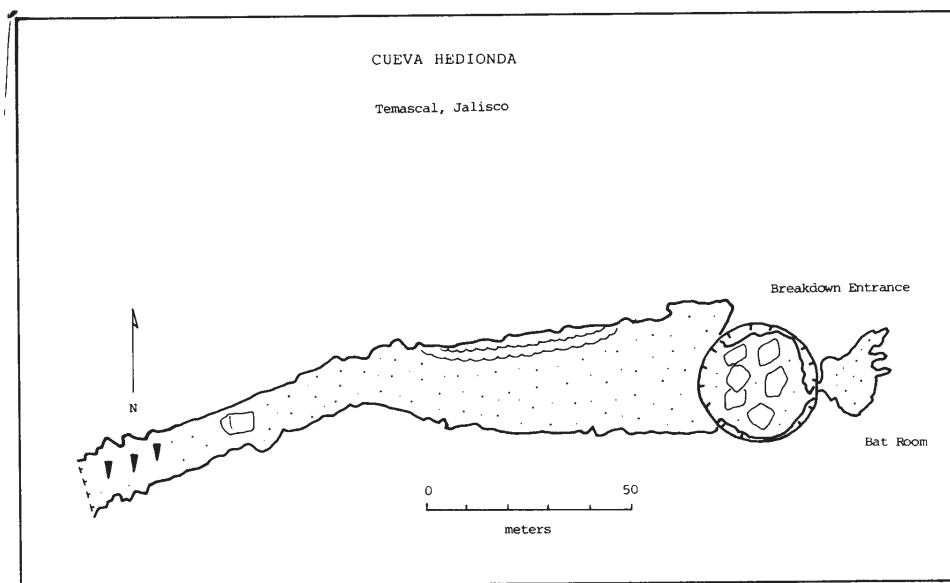 CUEVA HEDIONDA
Temascal, Jalisco
Breakdown Entrance
N
Bat Room
0 50
meters